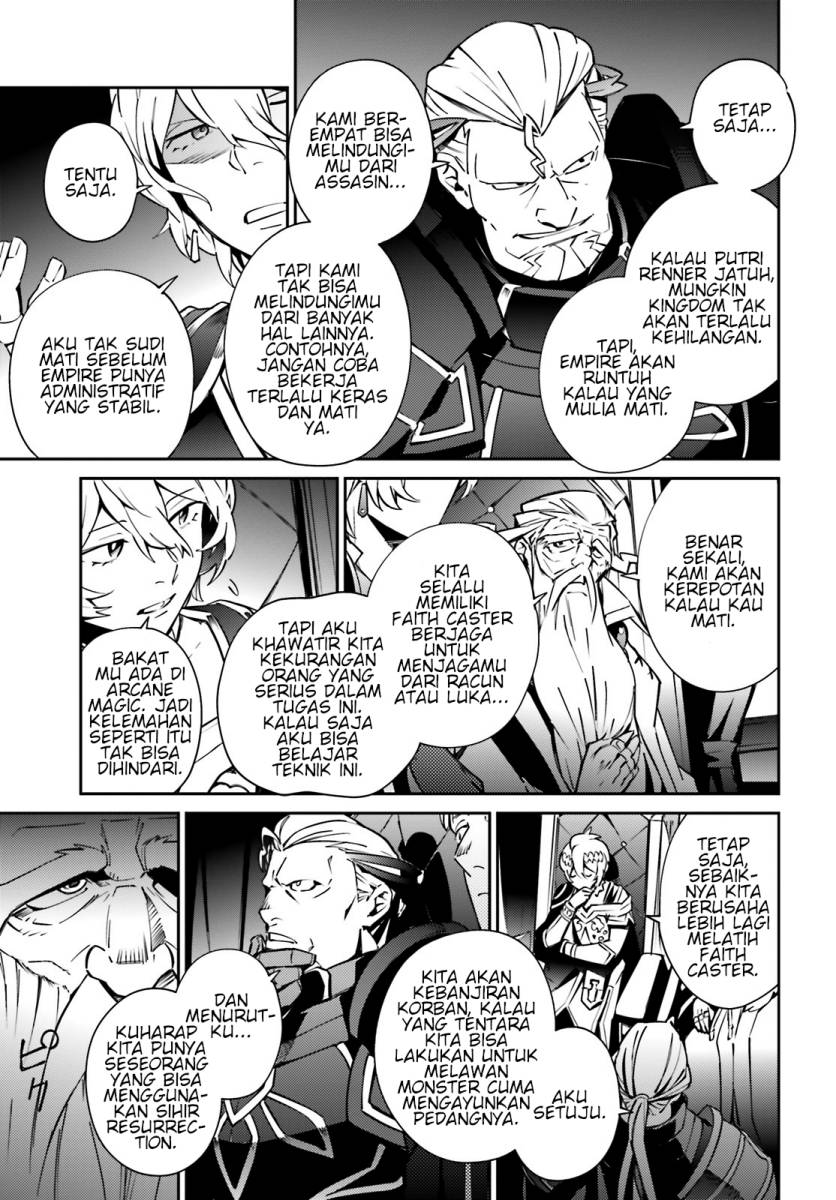 TETAP
SAJA...
KALAU PUTRI
RENNER JATUH,
MUNGKIN
KINGDOM TAK
AKAN TERLALU
KEHILANGAN.
TAPI,
EMPIRE AKAN
RUNTUH
KALAU YANG
MULIA MATI.
KAMI BER-
EMPAT BISA
MELINDUNGI-
MU DARI
ASSASIN...
TAPI KAMI
TAK BISA
MELINDUNGIMU
DARI BANYAK
HAL LAINNYA.
CONTOHNYA,
JANGAN COBA
BEKERJA
TERLALU KERAS
DAN MATI
YA.
TENTU
SAJA.
AKU TAK SUDI
MATI SEBELUM
EMPIRE PUNYA
ADMINISTRATIF
YANG STABIL.
BENAR
SEKALI,
KAMI AKAN
KEREPOTAN
KALAU KAU
MATI.
KITA
SELALU
MEMILIKI
FAITH CASTER
BERJAGA
UNTUK
MENJAGAMU
DARI RACUN
ATAU LUKA...
TAPI AKU
KHAWATIR KITA
KEKURANGAN
ORANG YANG
SERIUS DALAM
TUGAS INI.
KALAU SAJA
AKU BISA
BELAJAR
TEKNIK INI.
BAKAT
MU ADA DI
ARCANE
MAGIC. JADI
KELEMAHAN
SEPERTI ITU
TAK BISA
DIHINDARI.
TETAP
SAJA,
SEBAIK-
NYA KITA
BERUSAHA
LEBIH LAGI
MELATIH
FAITH
CASTER.
AKU
SETUJU.
KITA AKAN
KEBANJIRAN
KORBAN, KALAU
YANG TENTARA
KITA BISA
LAKUKAN UNTUK
MELAWAN
MONSTER CUMA
MENGAYUNKAN
PEDANGNYA.
DAN
MENURUT-
KU...
KUHARAP
KITA PUNYA
SESEORANG
YANG BISA
MENGGUNA-
KAN SIHIR
RESURREC-
TION.
ピク